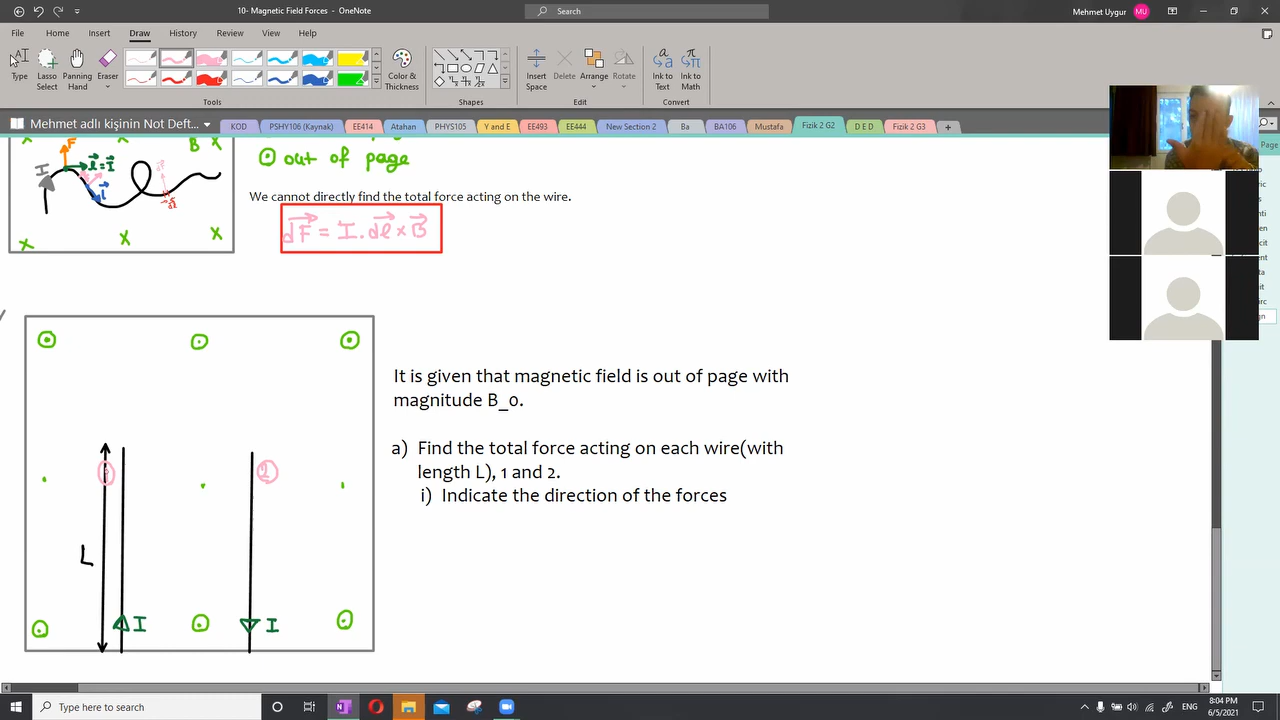 10- Magnetic Field Forces - OneNote
Search
Mehmet Uygur
MU
File
Home
Insert
Draw
History
Review
View
Help
Type
Lasso Select
Panning Hand
Eraser
Color & Thickness
Insert Space
Delete
Arrange
Rotate
Ink to Text
Ink to Math
Tools
Shapes
Edit
Convert
Mehmet adlı kişinin Not Deft...
KOD
PSHY106 (Kaynak)
EE414
Atahan
PHYS105
Y and E
EE493
EE444
New Section 2
Ba
BA106
Mustafa
Fizik 2 G2
D E D
Fizik 2 G3
+
Page
B
I
out of page
We cannot directly find the total force acting on the wire.
dF = I . dℓ × B
It is given that magnetic field is out of page with
magnitude B_0.
a) Find the total force acting on each wire(with
length L), 1 and 2.
i) Indicate the direction of the forces
1
2
L
I
I
Type here to search
ENG
8:04 PM
6/5/2021